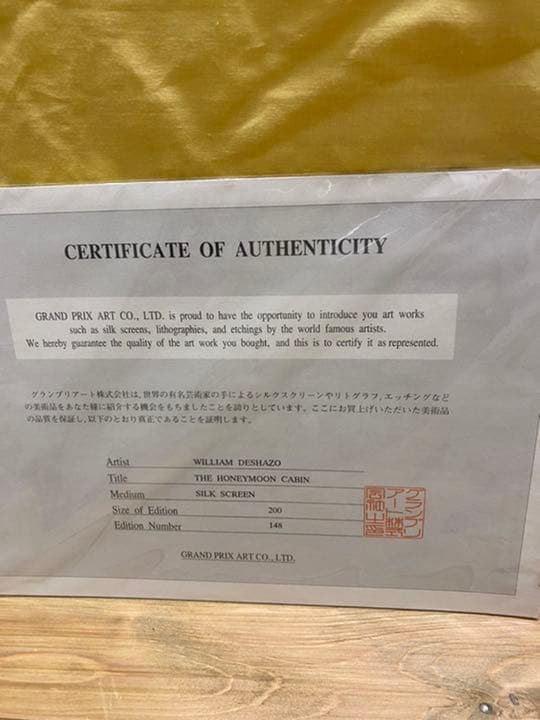 CERTIFICATE OF AUTHENTICITY
GRAND PRIX ART CO., LTD. is proud to have the opportunity to introduce you art works
such as silk screens, lithographies, and etchings by the world famous artists.
We hereby guarantee the quality of the art work you bought, and this is to certify it as represented.
グランプリアート株式会社は、世界の有名芸術家の手によるシルクスクリーンやリトグラフ、エッチングなど
の美術品をあなた様に紹介する機会をもちましたことを誇りとしています。ここにお買上げいただいた美術品
の品質を保証し、以下のとおり真正であることを証明します。
Artist WILLIAM DESHAZO
Title THE HONEYMOON CABIN
Medium SILK SCREEN
Size of Edition 200
Edition Number 148
グランプリ
アート株式
GRAND PRIX ART CO., LTD.